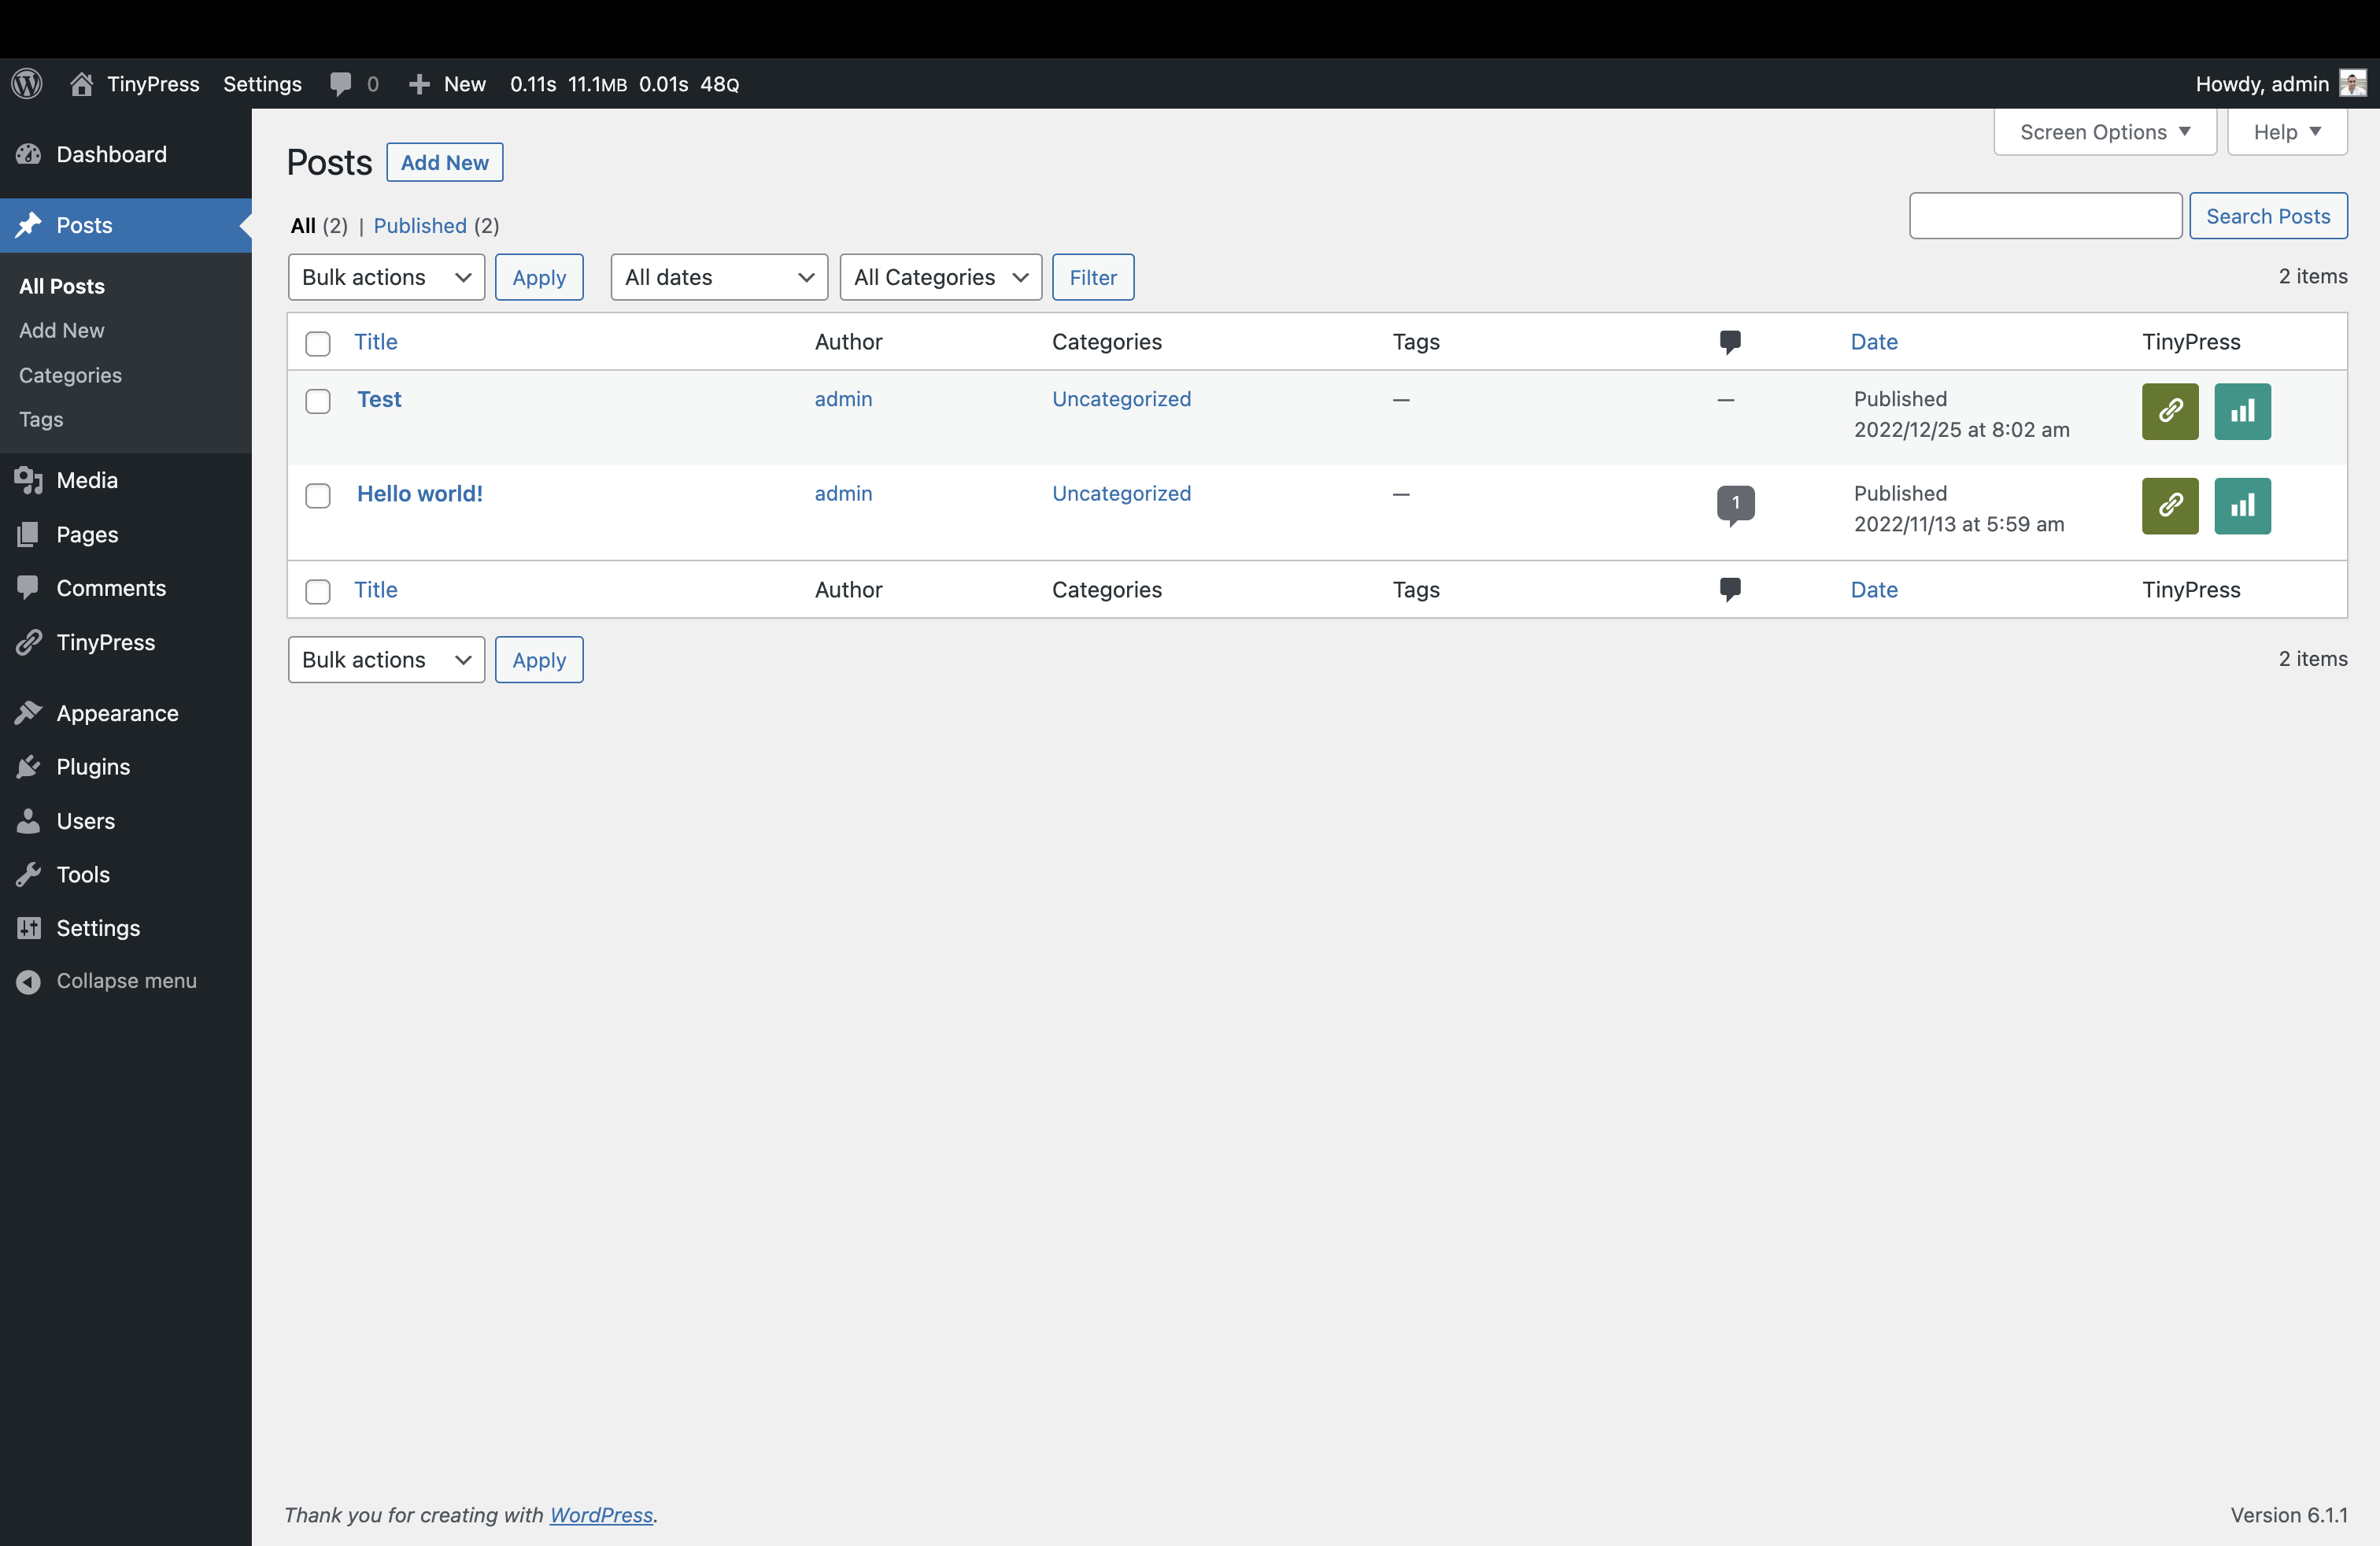 TinyPress Settings 0 New 0.11s 11.1MB 0.01s 48Q Howdy, admin
Screen Options Help
Dashboard
Posts
All Posts
Add New
Categories
Tags
Media
Pages
Comments
TinyPress
Appearance
Plugins
Users
Tools
Settings
Collapse menu
Posts Add New
All (2) | Published (2)
Search Posts
Bulk actions Apply All dates All Categories Filter 2 items
Title Author Categories Tags Date TinyPress
Test admin Uncategorized — — Published
2022/12/25 at 8:02 am
Hello world! admin Uncategorized — 1 Published
2022/11/13 at 5:59 am
Title Author Categories Tags Date TinyPress
Bulk actions Apply 2 items
Thank you for creating with WordPress. Version 6.1.1